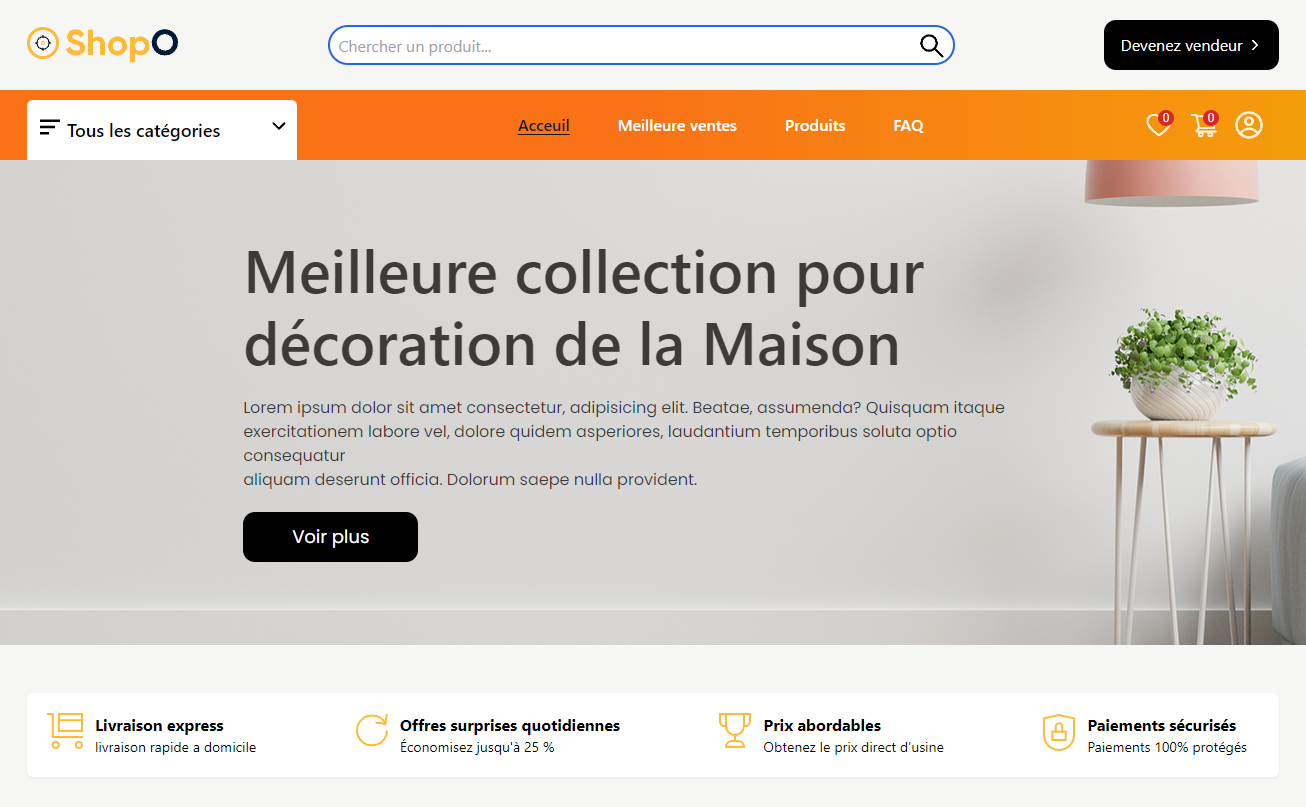 ShopO
Chercher un produit...
Devenez vendeur
Tous les catégories
Acceuil
Meilleure ventes
Produits
FAQ
0
0
Meilleure collection pour
décoration de la Maison
Lorem ipsum dolor sit amet consectetur, adipisicing elit. Beatae, assumenda? Quisquam itaque
exercitationem labore vel, dolore quidem asperiores, laudantium temporibus soluta optio
consequatur
aliquam deserunt officia. Dolorum saepe nulla provident.
Voir plus
Livraison express
livraison rapide a domicile
Offres surprises quotidiennes
Économisez jusqu'à 25 %
Prix abordables
Obtenez le prix direct d'usine
Paiements sécurisés
Paiements 100% protégés